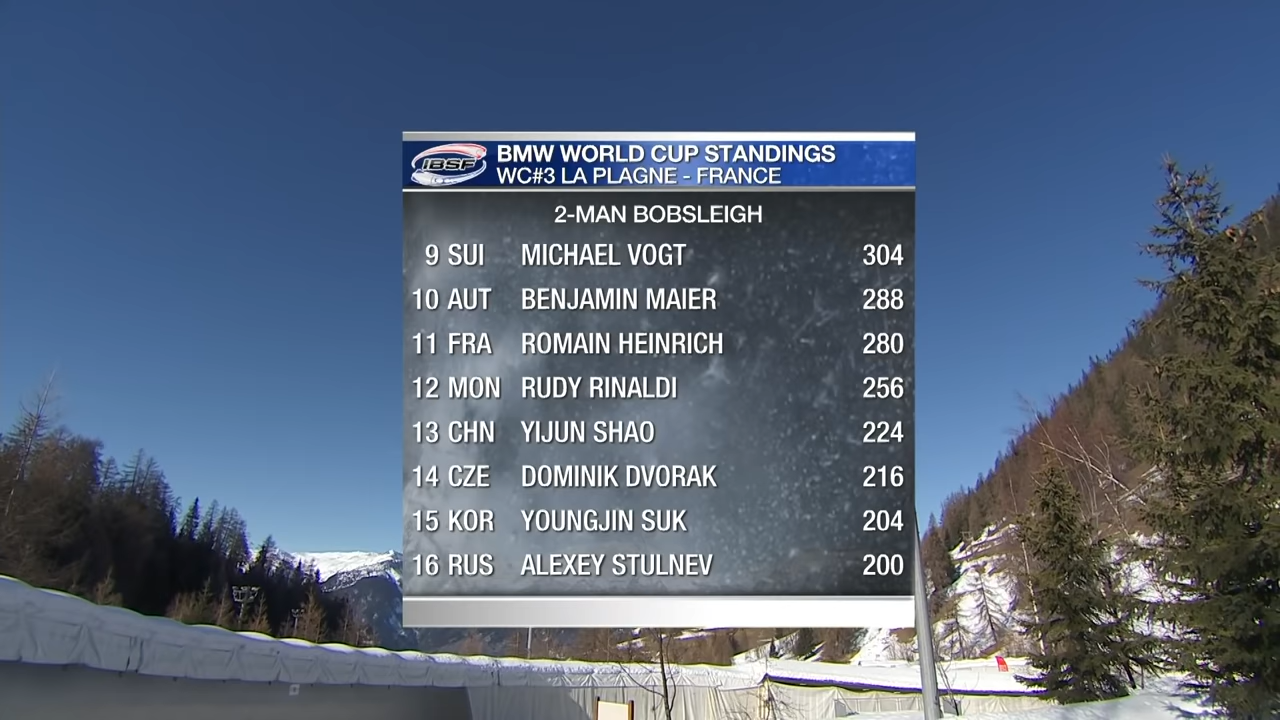 IBSF
BMW WORLD CUP STANDINGS
WC#3 LA PLAGNE - FRANCE
2-MAN BOBSLEIGH
9 SUI MICHAEL VOGT 304
10 AUT BENJAMIN MAIER 288
11 FRA ROMAIN HEINRICH 280
12 MON RUDY RINALDI 256
13 CHN YIJUN SHAO 224
14 CZE DOMINIK DVORAK 216
15 KOR YOUNGJIN SUK 204
16 RUS ALEXEY STULNEV 200